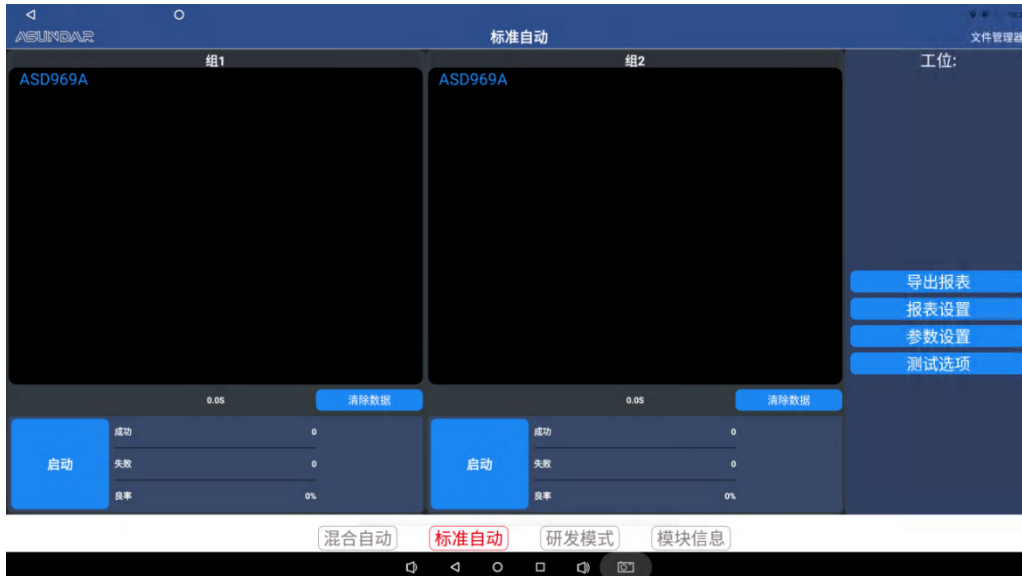 ASUNDAR
标准自动
文件管理器
组1
组2
工位:
ASD969A
ASD969A
导出报表
报表设置
参数设置
测试选项
0.0S
清除数据
0.0S
清除数据
启动
成功
0
失败
0
良率
0%
启动
成功
0
失败
0
良率
0%
混合自动
标准自动
研发模式
模块信息